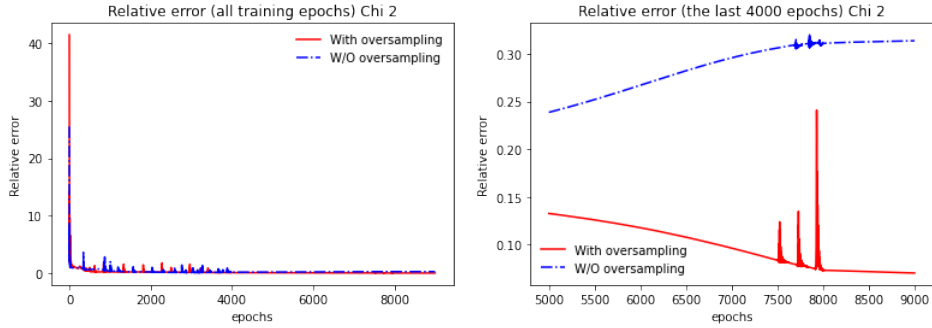 Relative error (all training epochs) Chi 2
Relative error
40
30
20
10
0
With oversampling
W/O oversampling
0 2000 4000 6000 8000
epochs
Relative error (the last 4000 epochs) Chi 2
Relative error
0.30
0.25
0.20
0.15
0.10
With oversampling
W/O oversampling
5000 5500 6000 6500 7000 7500 8000 8500 9000
epochs